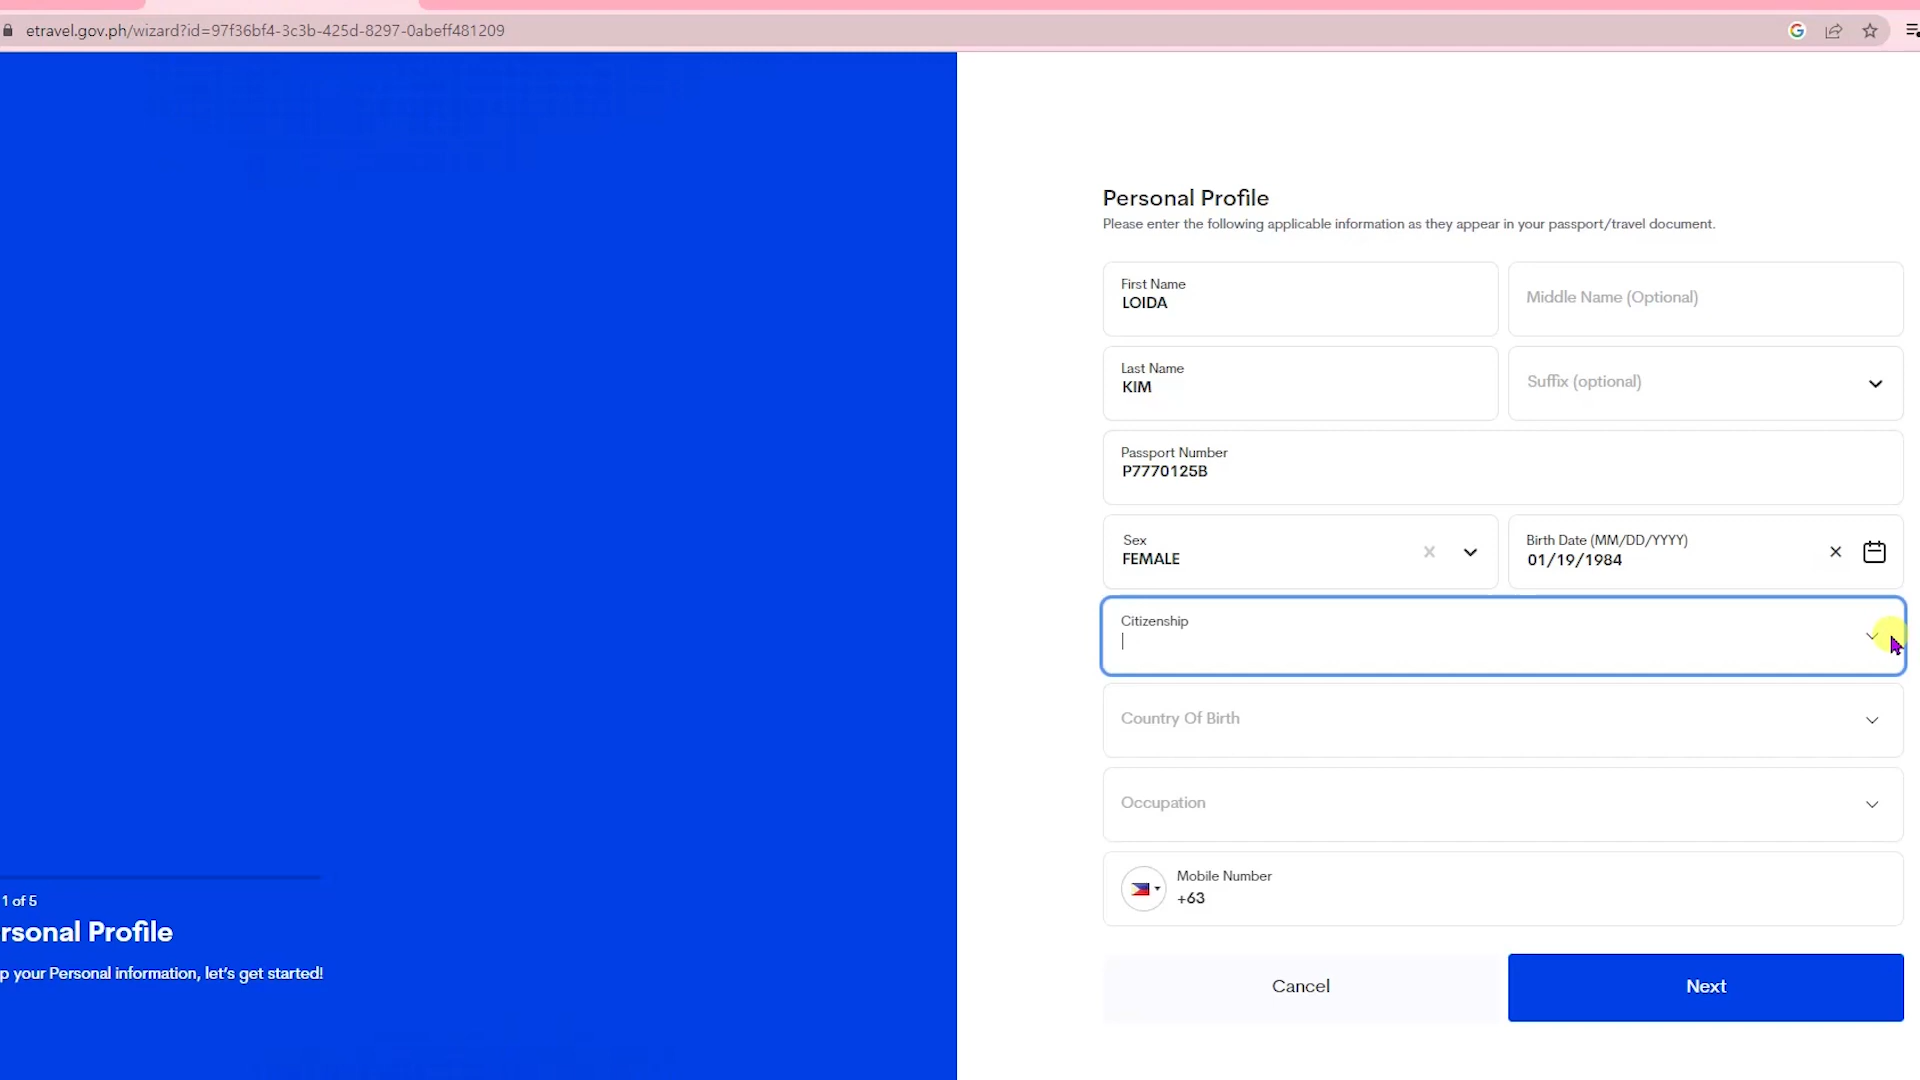 etravel.gov.ph/wizard?id=97f36bf4-3c3b-425d-8297-0abeff481209
Personal Profile
Please enter the following applicable information as they appear in your passport/travel document.
First Name
LOIDA
Middle Name (Optional)
Last Name
KIM
Suffix (optional)
Passport Number
P7770125B
Sex
FEMALE
Birth Date (MM/DD/YYYY)
01/19/1984
Citizenship
Country Of Birth
Occupation
Mobile Number
+63
Cancel
Next
1 of 5
rsonal Profile
p your Personal information, let's get started!